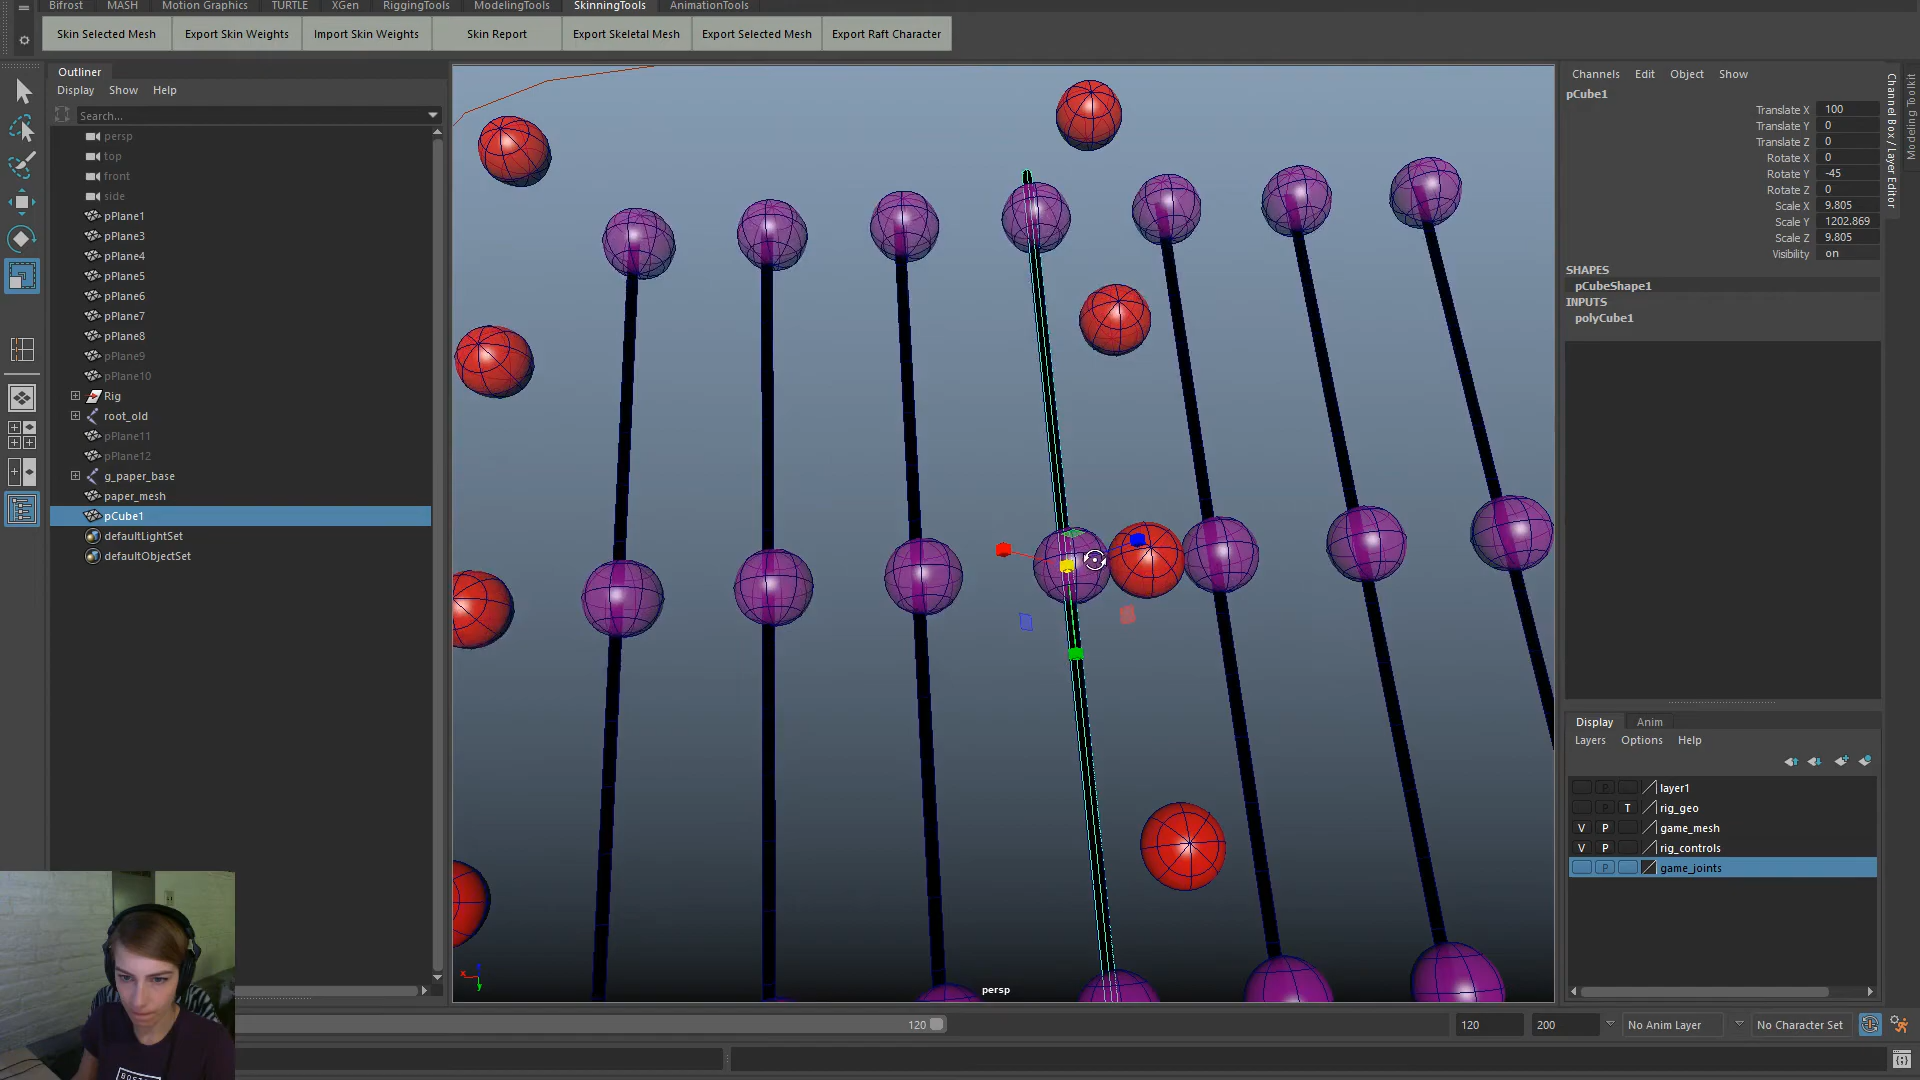 Bifrost MASH Motion Graphics TURTLE XGen RiggingTools ModelingTools SkinningTools AnimationTools
Skin Selected Mesh Export Skin Weights Import Skin Weights Skin Report Export Skeletal Mesh Export Selected Mesh Export Raft Character
Outliner
Display Show Help
Search...
persp
top
front
side
pPlane1
pPlane3
pPlane4
pPlane5
pPlane6
pPlane7
pPlane8
pPlane9
pPlane10
Rig
root_old
pPlane11
pPlane12
g_paper_base
paper_mesh
pCube1
defaultLightSet
defaultObjectSet
persp
x
y
Channels Edit Object Show
pCube1
Translate X 100
Translate Y 0
Translate Z 0
Rotate X 0
Rotate Y -45
Rotate Z 0
Scale X 9.805
Scale Y 1202.869
Scale Z 9.805
Visibility on
SHAPES
pCubeShape1
INPUTS
polyCube1
Channel Box / Layer Editor
Modeling Toolkit
Display Anim
Layers Options Help
P layer1
P T rig_geo
V P game_mesh
V P rig_controls
P game_joints
120 120 200 No Anim Layer No Character Set